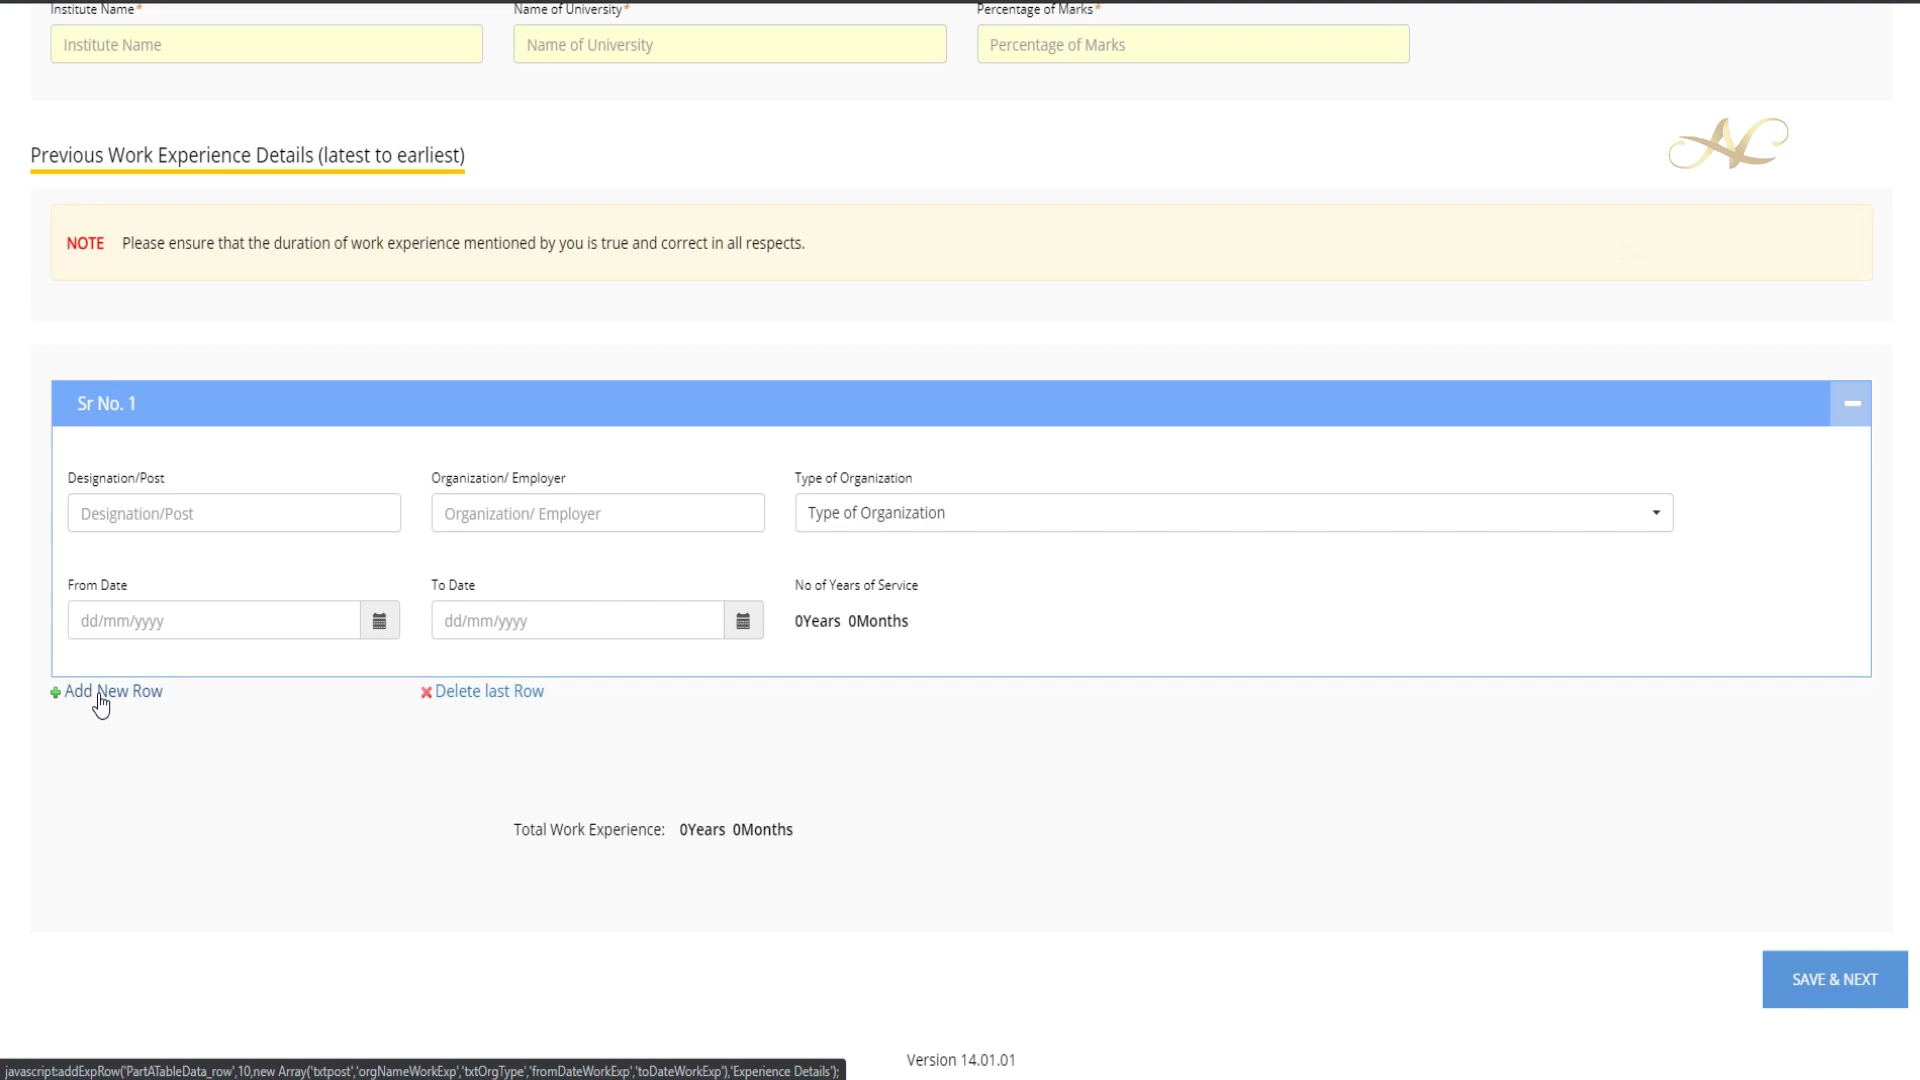 Institute Name* Name of University* Percentage of Marks*
Institute Name Name of University Percentage of Marks
Previous Work Experience Details (latest to earliest)
NOTE Please ensure that the duration of work experience mentioned by you is true and correct in all respects.
Sr No. 1
Designation/Post Organization/ Employer Type of Organization
Designation/Post Organization/ Employer Type of Organization
From Date To Date No of Years of Service
dd/mm/yyyy dd/mm/yyyy 0Years 0Months
Add New Row Delete last Row
Total Work Experience: 0Years 0Months
SAVE & NEXT
Version 14.01.01
javascript:addExpRow('PartATableData_row',10,new Array('txtpost','orgNameWorkExp','txtOrgType','fromDateWorkExp','toDateWorkExp'),'Experience Details');